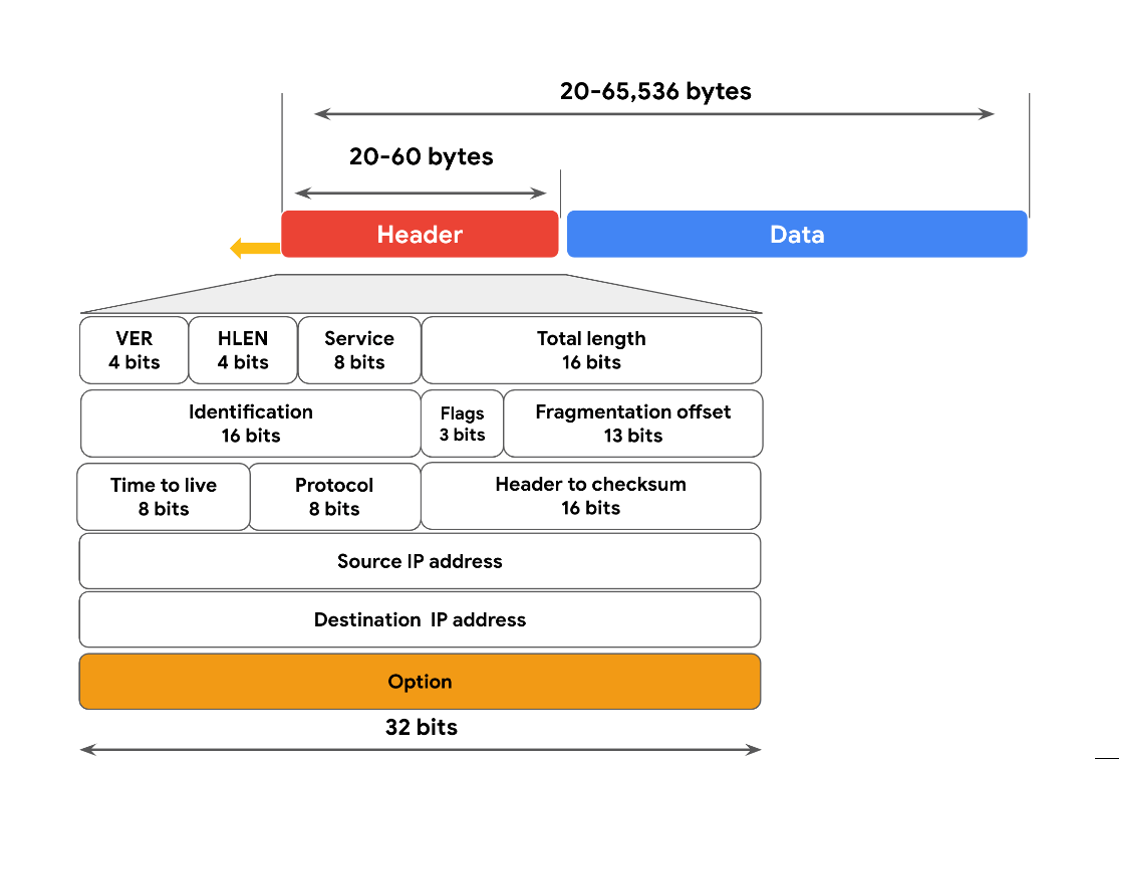 20-65,536 bytes
20-60 bytes
Header
Data
VER
4 bits
HLEN
4 bits
Service
8 bits
Total length
16 bits
Identification
16 bits
Flags
3 bits
Fragmentation offset
13 bits
Time to live
8 bits
Protocol
8 bits
Header to checksum
16 bits
Source IP address
Destination IP address
Option
32 bits